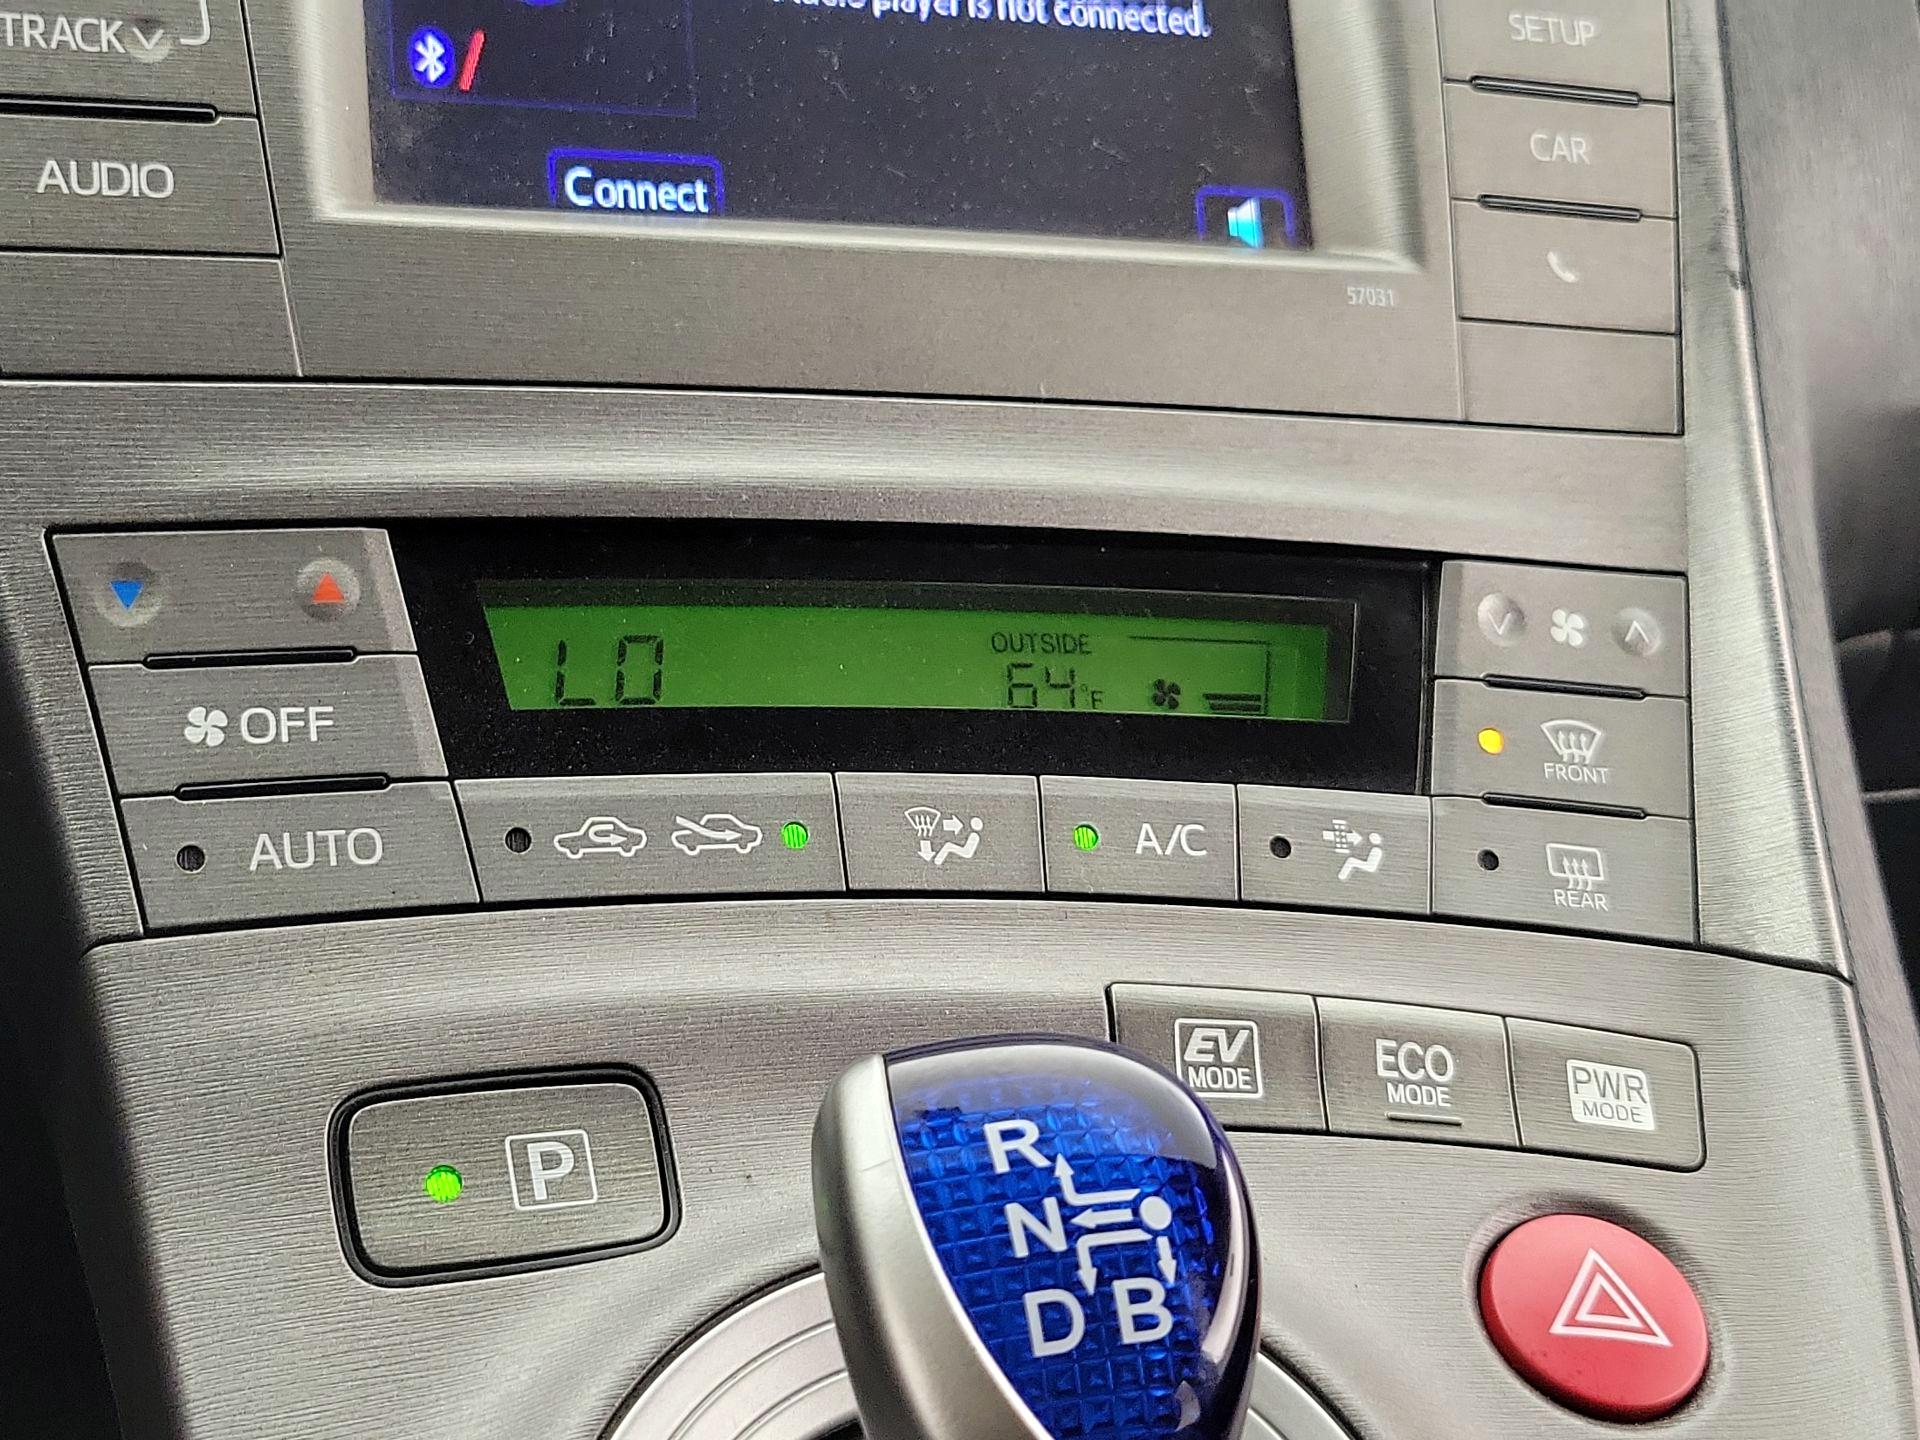 player is not connected.
TRACK
SETUP
AUDIO
CAR
Connect
57031
LO
OUTSIDE
64°F
OFF
FRONT
AUTO
A/C
REAR
EV
MODE
ECO
MODE
PWR
MODE
P
R
N
D B